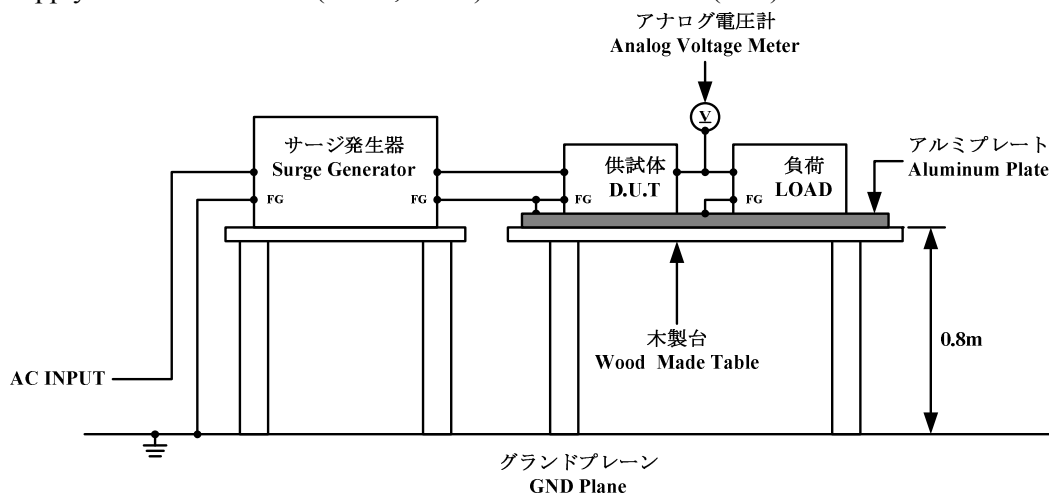 アナログ電圧計
Analog Voltage Meter
V
サージ発生器
Surge Generator
FG
FG
供試体
D.U.T
FG
負荷
LOAD
FG
アルミプレート
Aluminum Plate
木製台
Wood Made Table
0.8m
AC INPUT
グランドプレーン
GND Plane